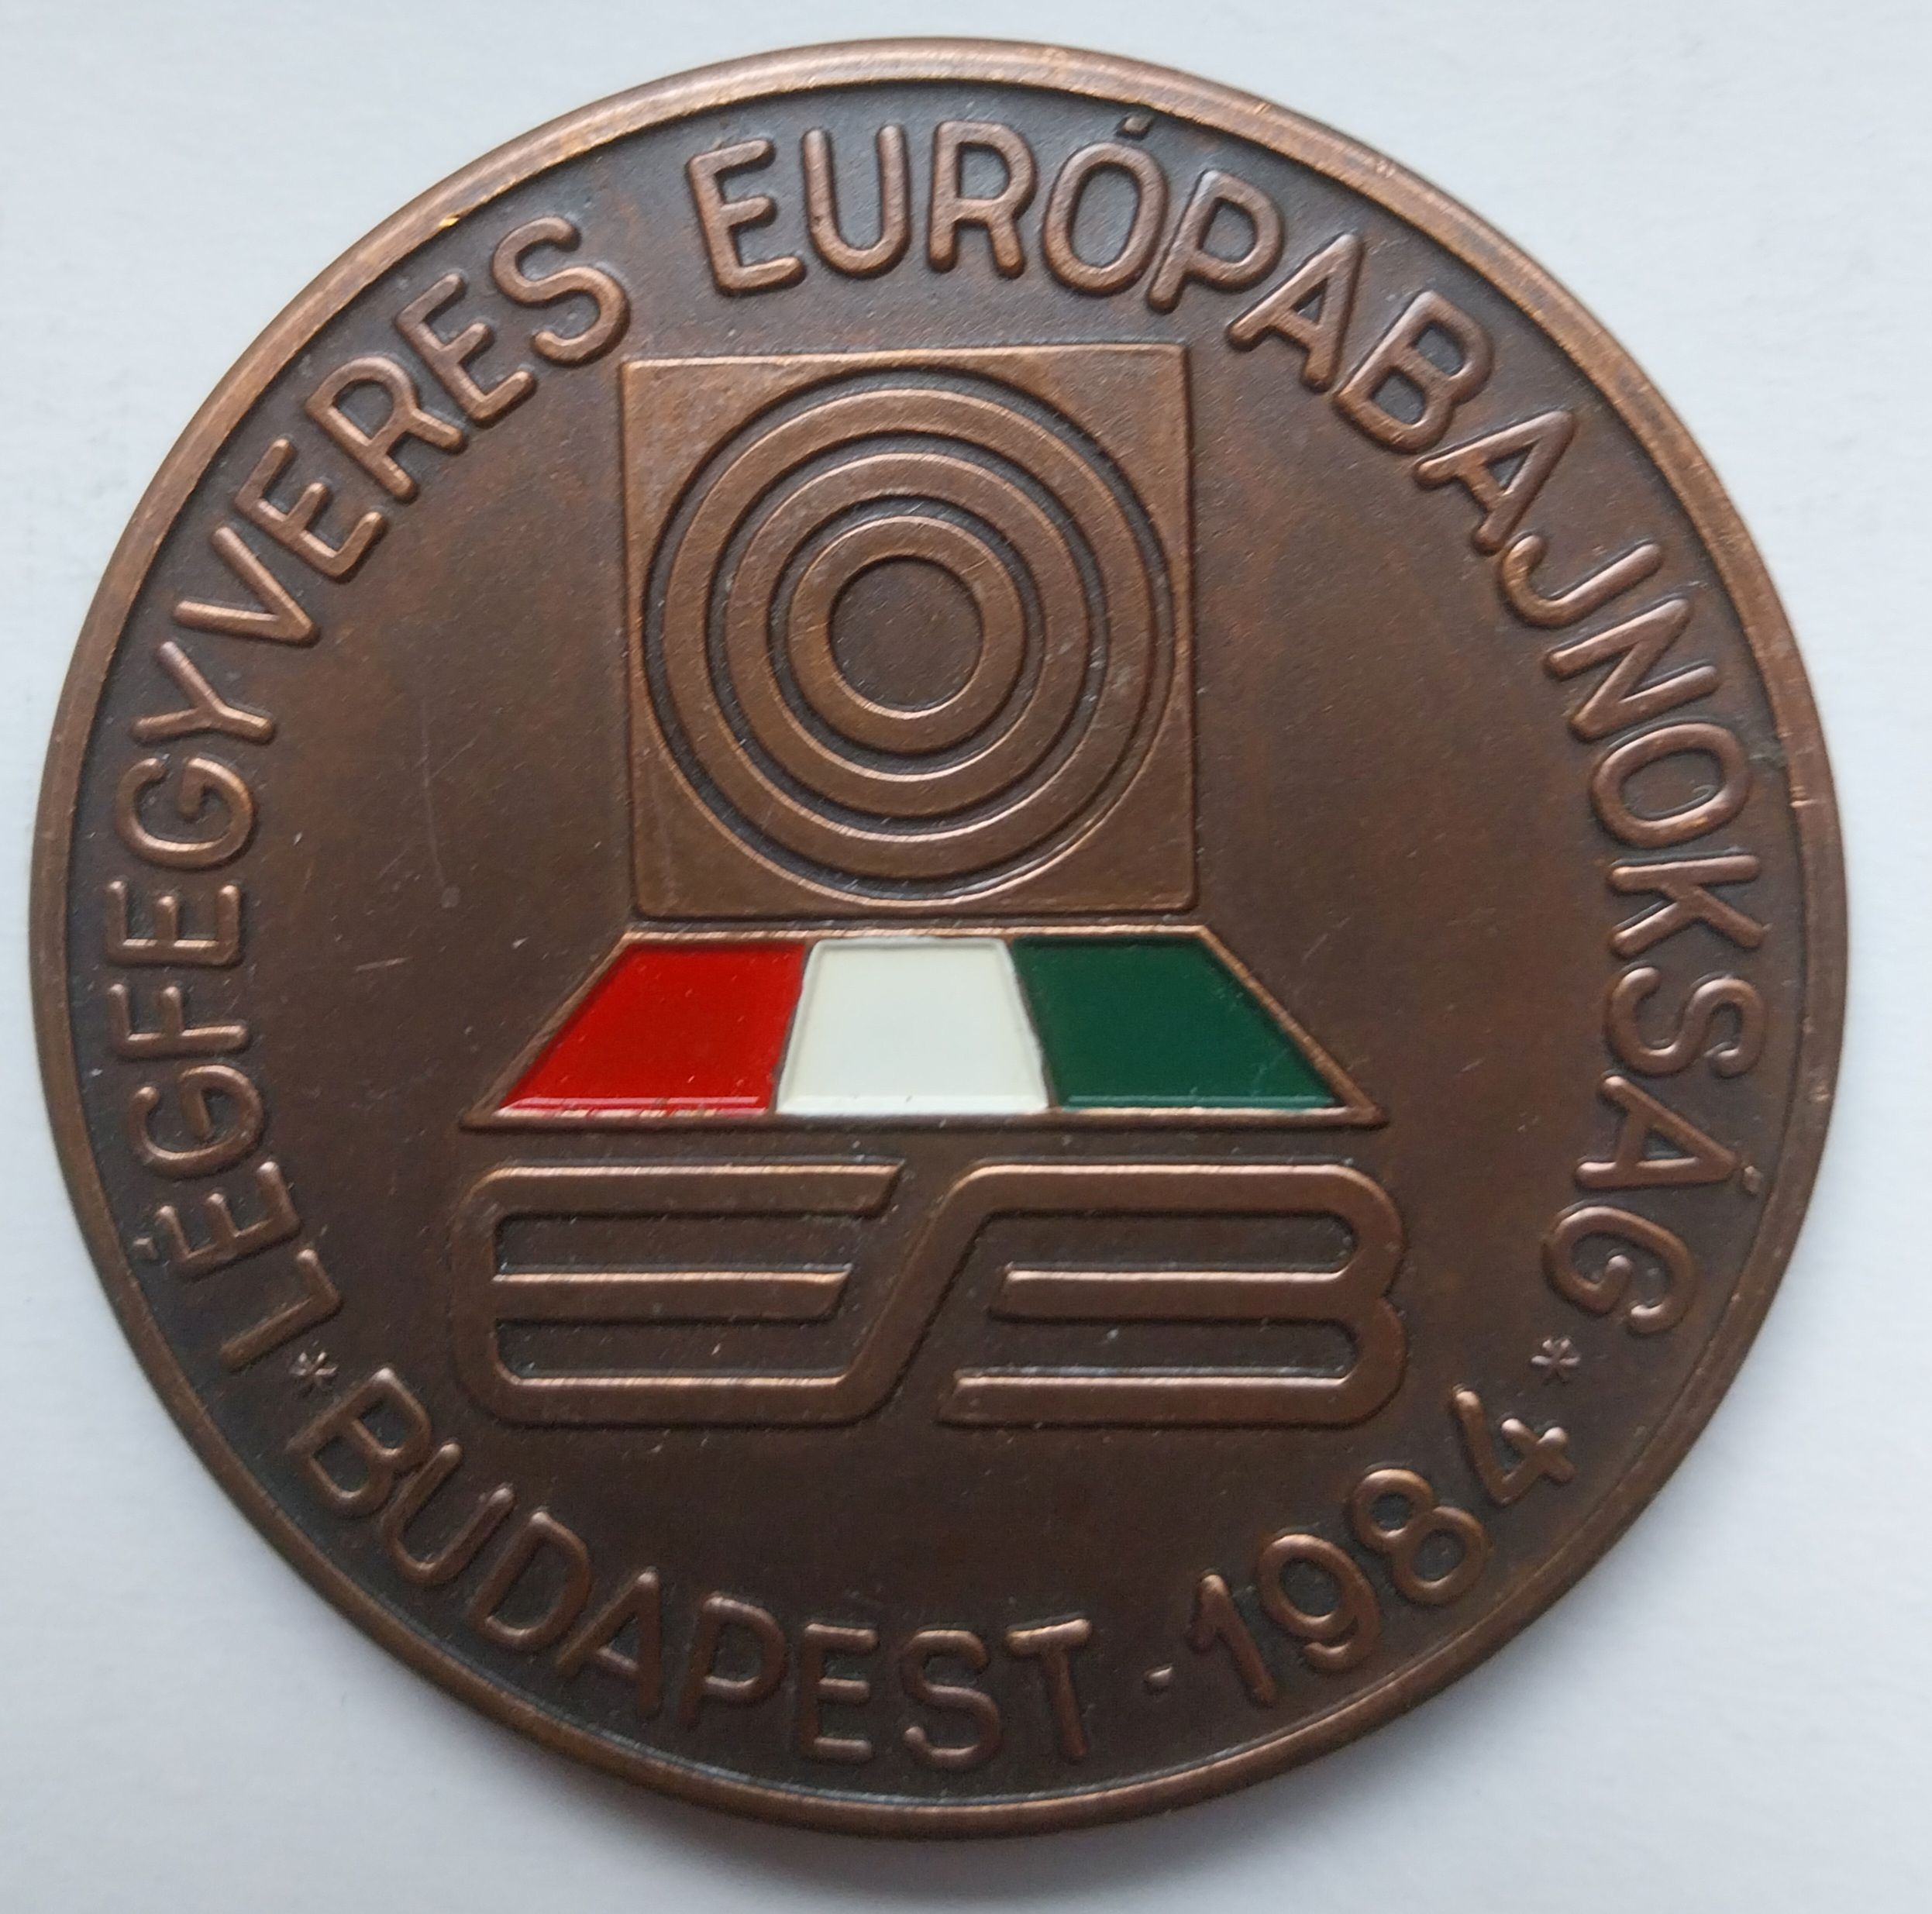 LÉGFEGYVERES EURÓPABAJNOKSÁG
EB
* BUDAPEST - 1984 *